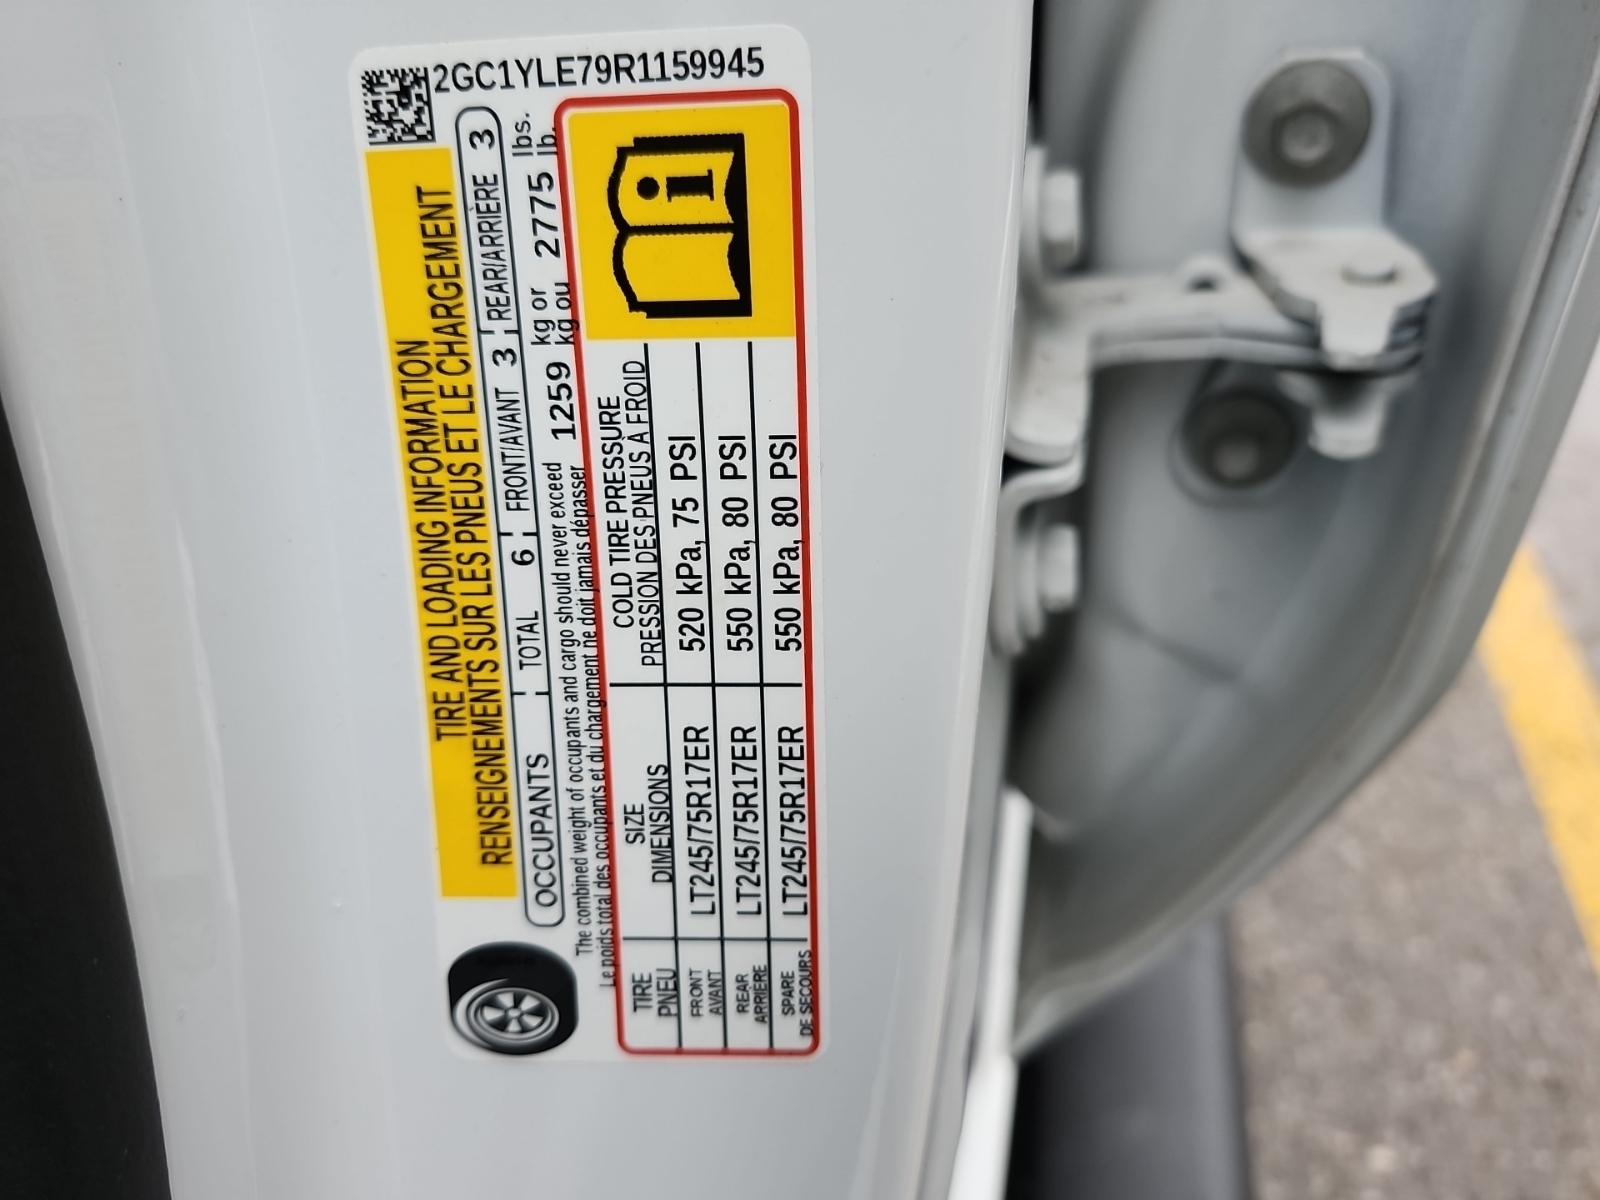 2GC1YLE79R1159945
TIRE AND LOADING INFORMATION
RENSEIGNEMENTS SUR LES PNEUS ET LE CHARGEMENT
OCCUPANTS TOTAL 6 FRONT/AVANT 3 REAR/ARRIÈRE 3
The combined weight of occupants and cargo should never exceed 1259 kg or 2775 lbs.
Le poids total des occupants et du chargement ne doit jamais dépasser kg ou lb.
TIRE SIZE COLD TIRE PRESSURE
PNEU DIMENSIONS PRESSION DES PNEUS À FROID
FRONT LT245/75R17ER 520 kPa, 75 PSI
AVANT
REAR LT245/75R17ER 550 kPa, 80 PSI
ARRIÈRE
SPARE LT245/75R17ER 550 kPa, 80 PSI
DE SECOURS
i